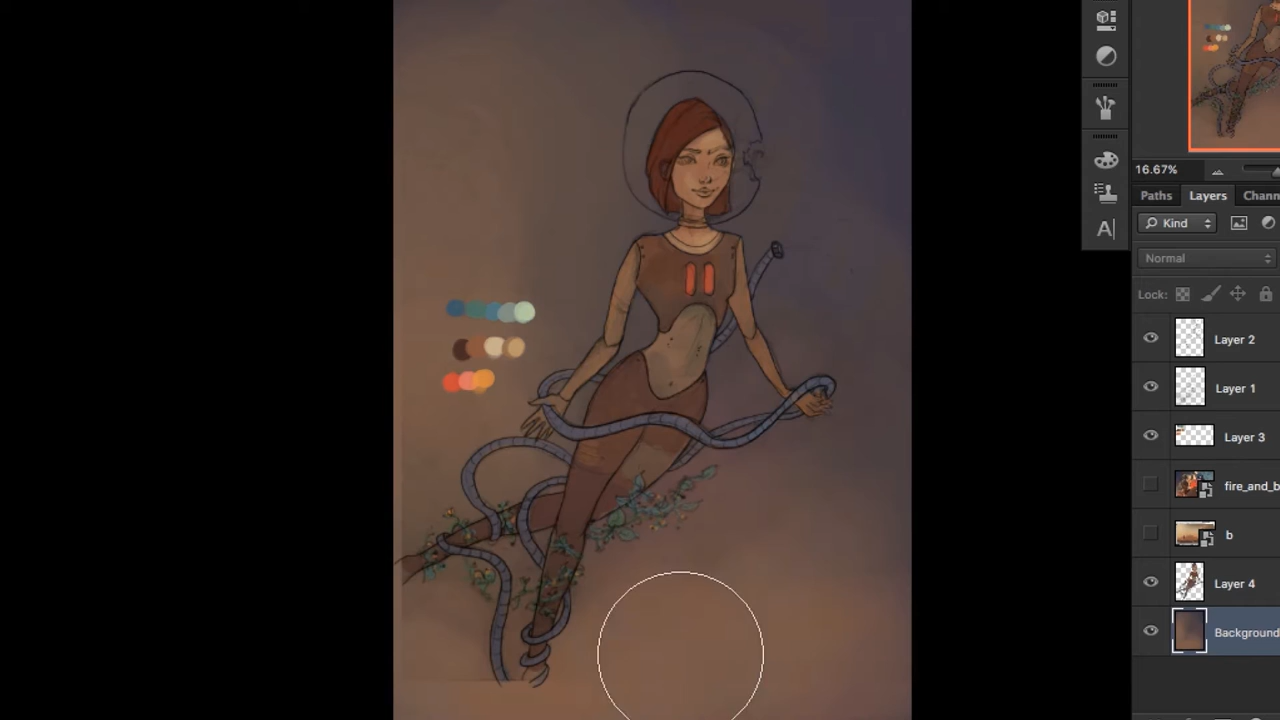 16.67%
Paths Layers Chann
Kind
Normal
Lock:
Layer 2
Layer 1
Layer 3
fire_and_b
b
Layer 4
Background
A